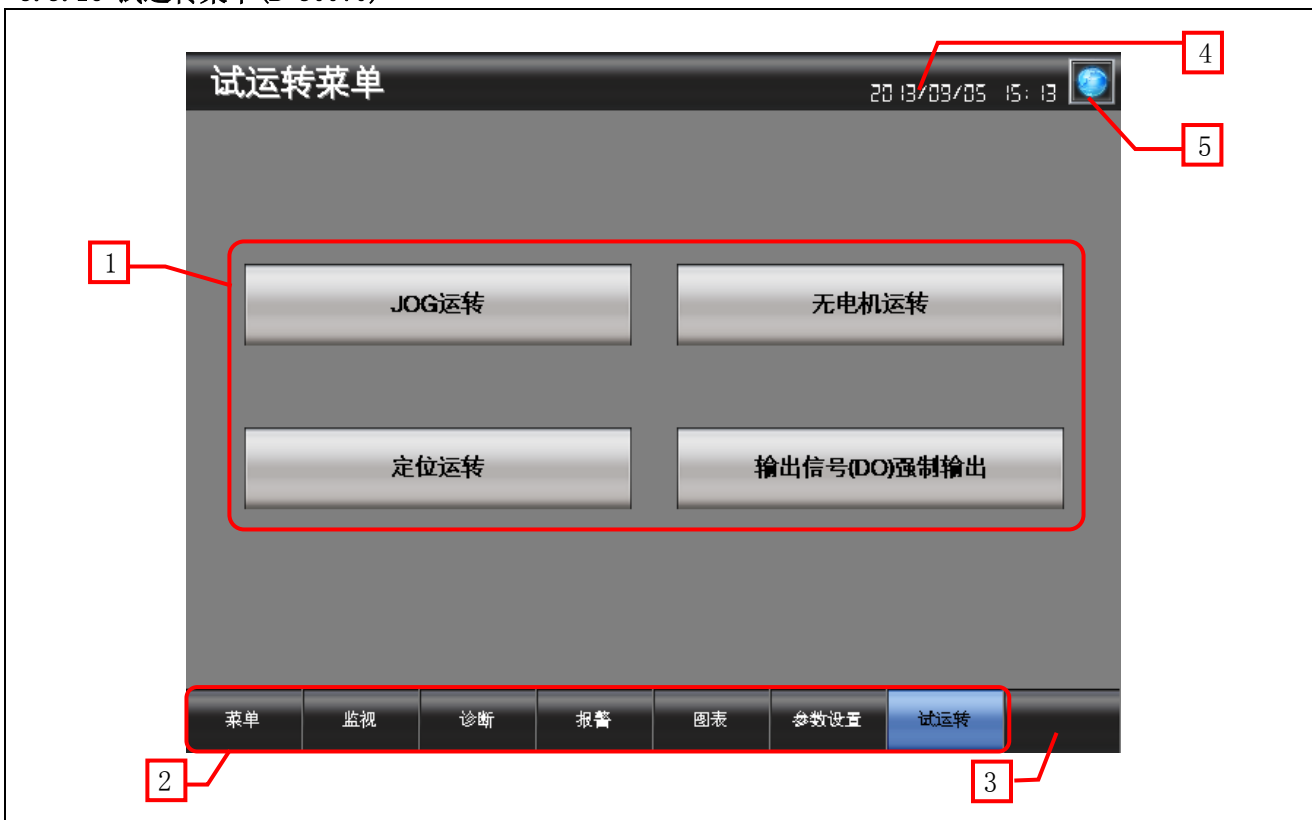 试运转菜单
2013/09/05 15:13
4
5
1
JOG运转
无电机运转
定位运转
输出信号(DO)强制输出
菜单
监视
诊断
报警
图表
参数设置
试运转
2
3